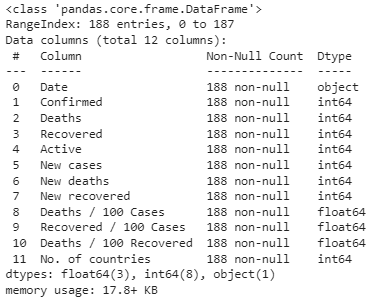 <class 'pandas.core.frame.DataFrame'>
RangeIndex: 188 entries, 0 to 187
Data columns (total 12 columns):
 #   Column                  Non-Null Count  Dtype
---  ------                  --------------  -----
 0   Date                    188 non-null    object
 1   Confirmed               188 non-null    int64
 2   Deaths                  188 non-null    int64
 3   Recovered               188 non-null    int64
 4   Active                  188 non-null    int64
 5   New cases               188 non-null    int64
 6   New deaths              188 non-null    int64
 7   New recovered           188 non-null    int64
 8   Deaths / 100 Cases      188 non-null    float64
 9   Recovered / 100 Cases   188 non-null    float64
 10  Deaths / 100 Recovered  188 non-null    float64
 11  No. of countries        188 non-null    int64
dtypes: float64(3), int64(8), object(1)
memory usage: 17.8+ KB